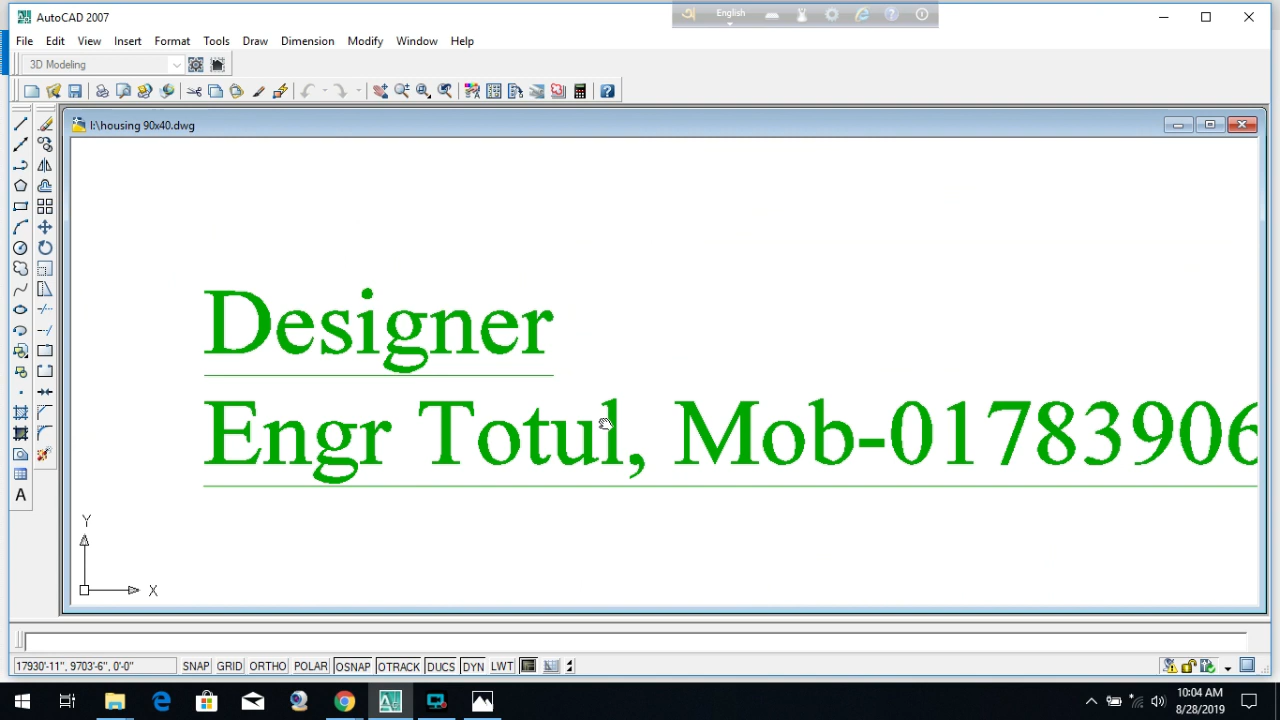 AutoCAD 2007
English
File Edit View Insert Format Tools Draw Dimension Modify Window Help
3D Modeling
I:\housing 90x40.dwg
Designer
Engr Totul, Mob-01783906
Y
X
A
17930'-11", 9703'-6", 0'-0" SNAP GRID ORTHO POLAR OSNAP OTRACK DUCS DYN LWT
10:04 AM
8/28/2019